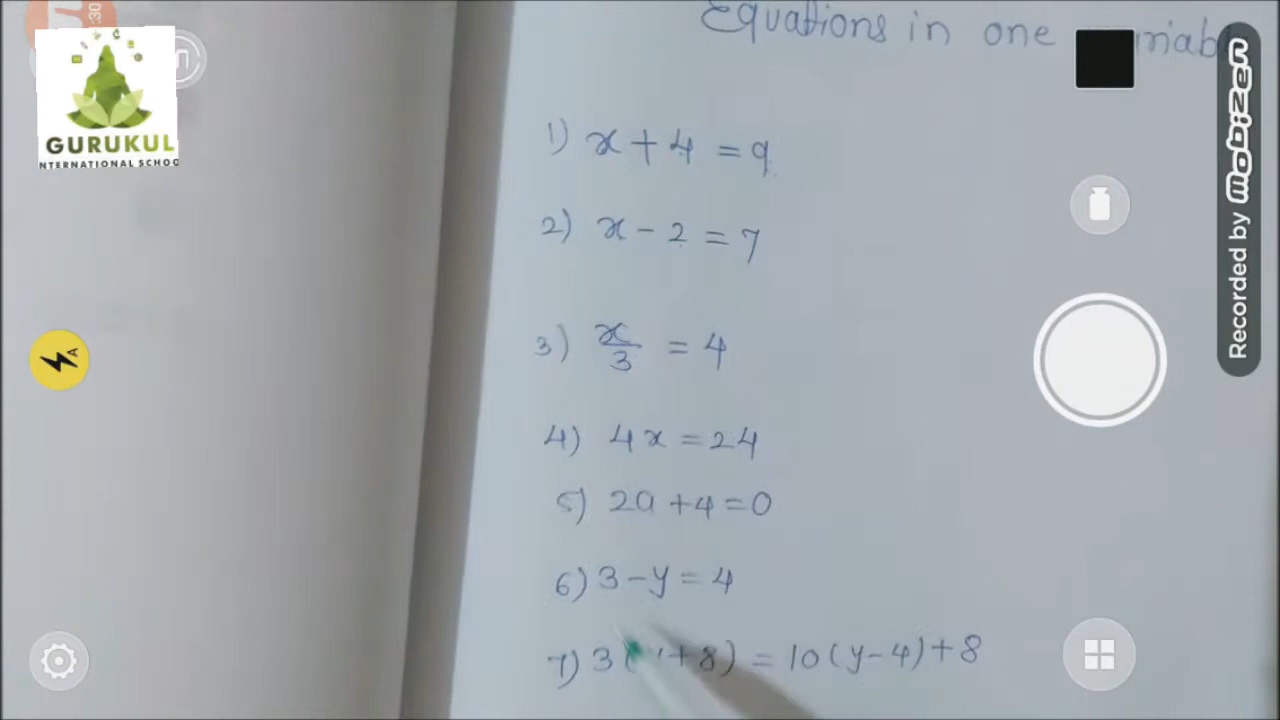 Equations in one
1) x + 4 = 9
2) x - 2 = 7
3) x/3 = 4
4) 4x = 24
5) 2a + 4 = 0
6) 3 - y = 4
7) 3( + 8) = 10(y - 4) + 8
GURUKUL
NTERNATIONAL SCHOO
Recorded by mobizen